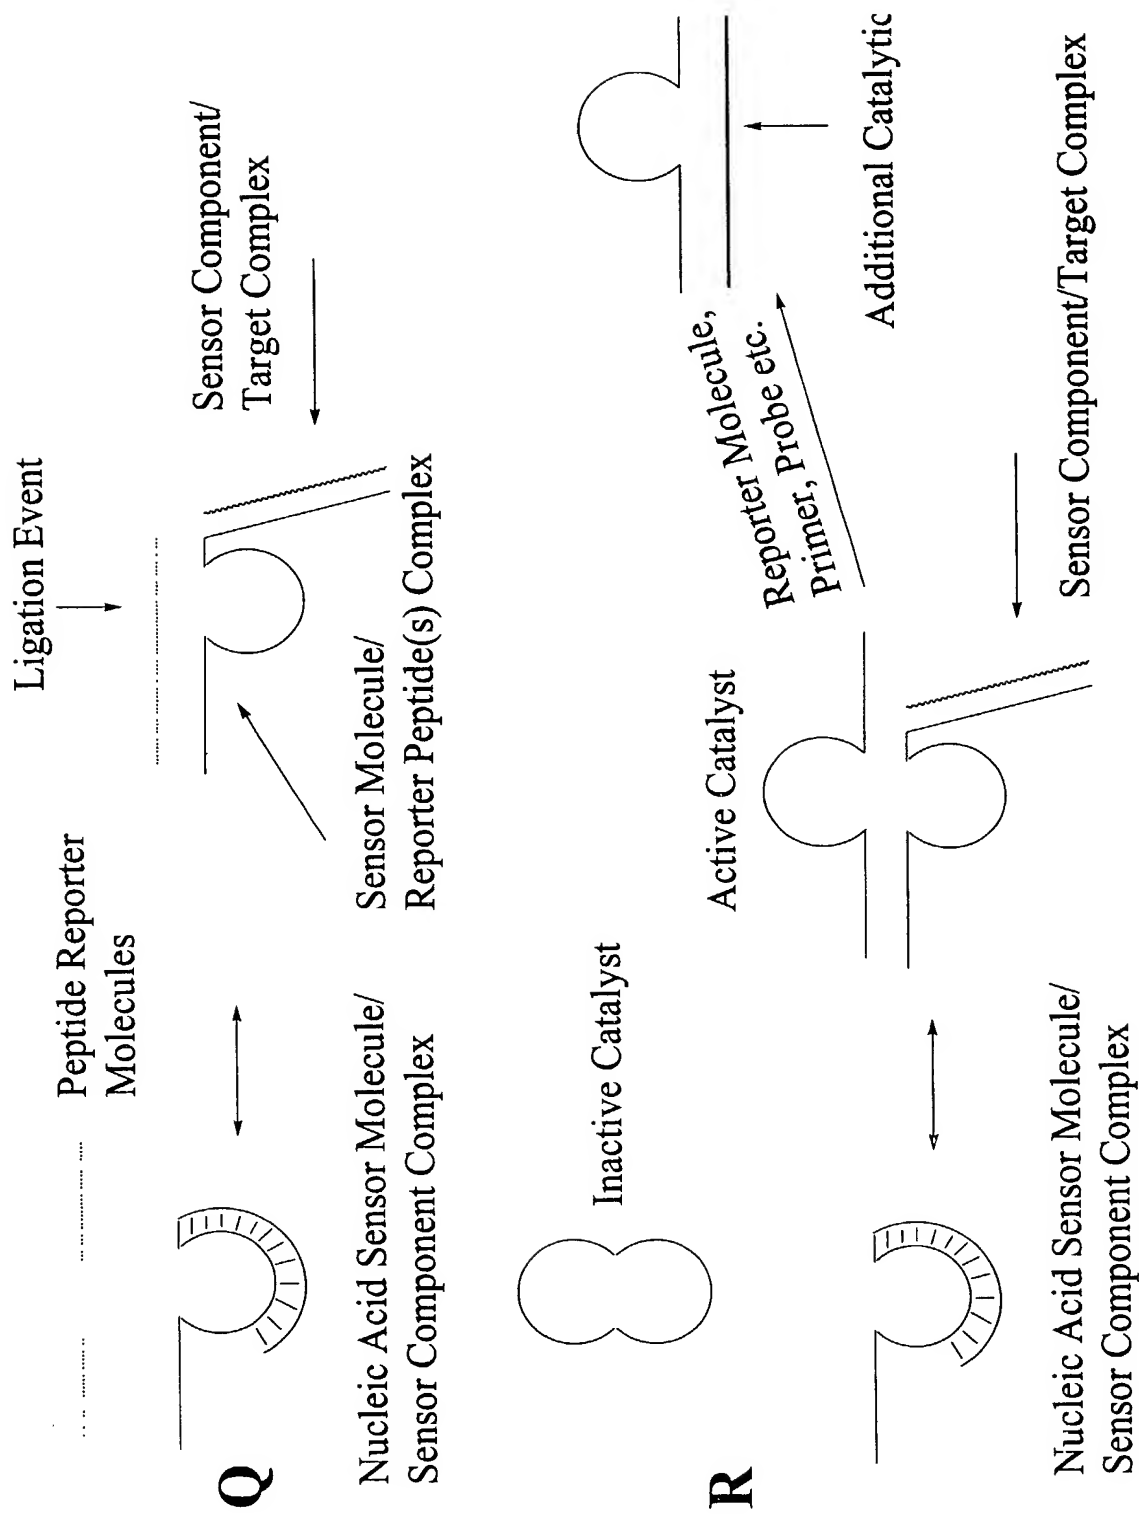 Q
Peptide Reporter
Molecules
Ligation Event
Nucleic Acid Sensor Molecule/
Sensor Component Complex
Sensor Molecule/
Reporter Peptide(s) Complex
Sensor Component/
Target Complex
R
Inactive Catalyst
Active Catalyst
Reporter Molecule,
Primer, Probe etc.
Additional Catalytic
Nucleic Acid Sensor Molecule/
Sensor Component Complex
Sensor Component/Target Complex